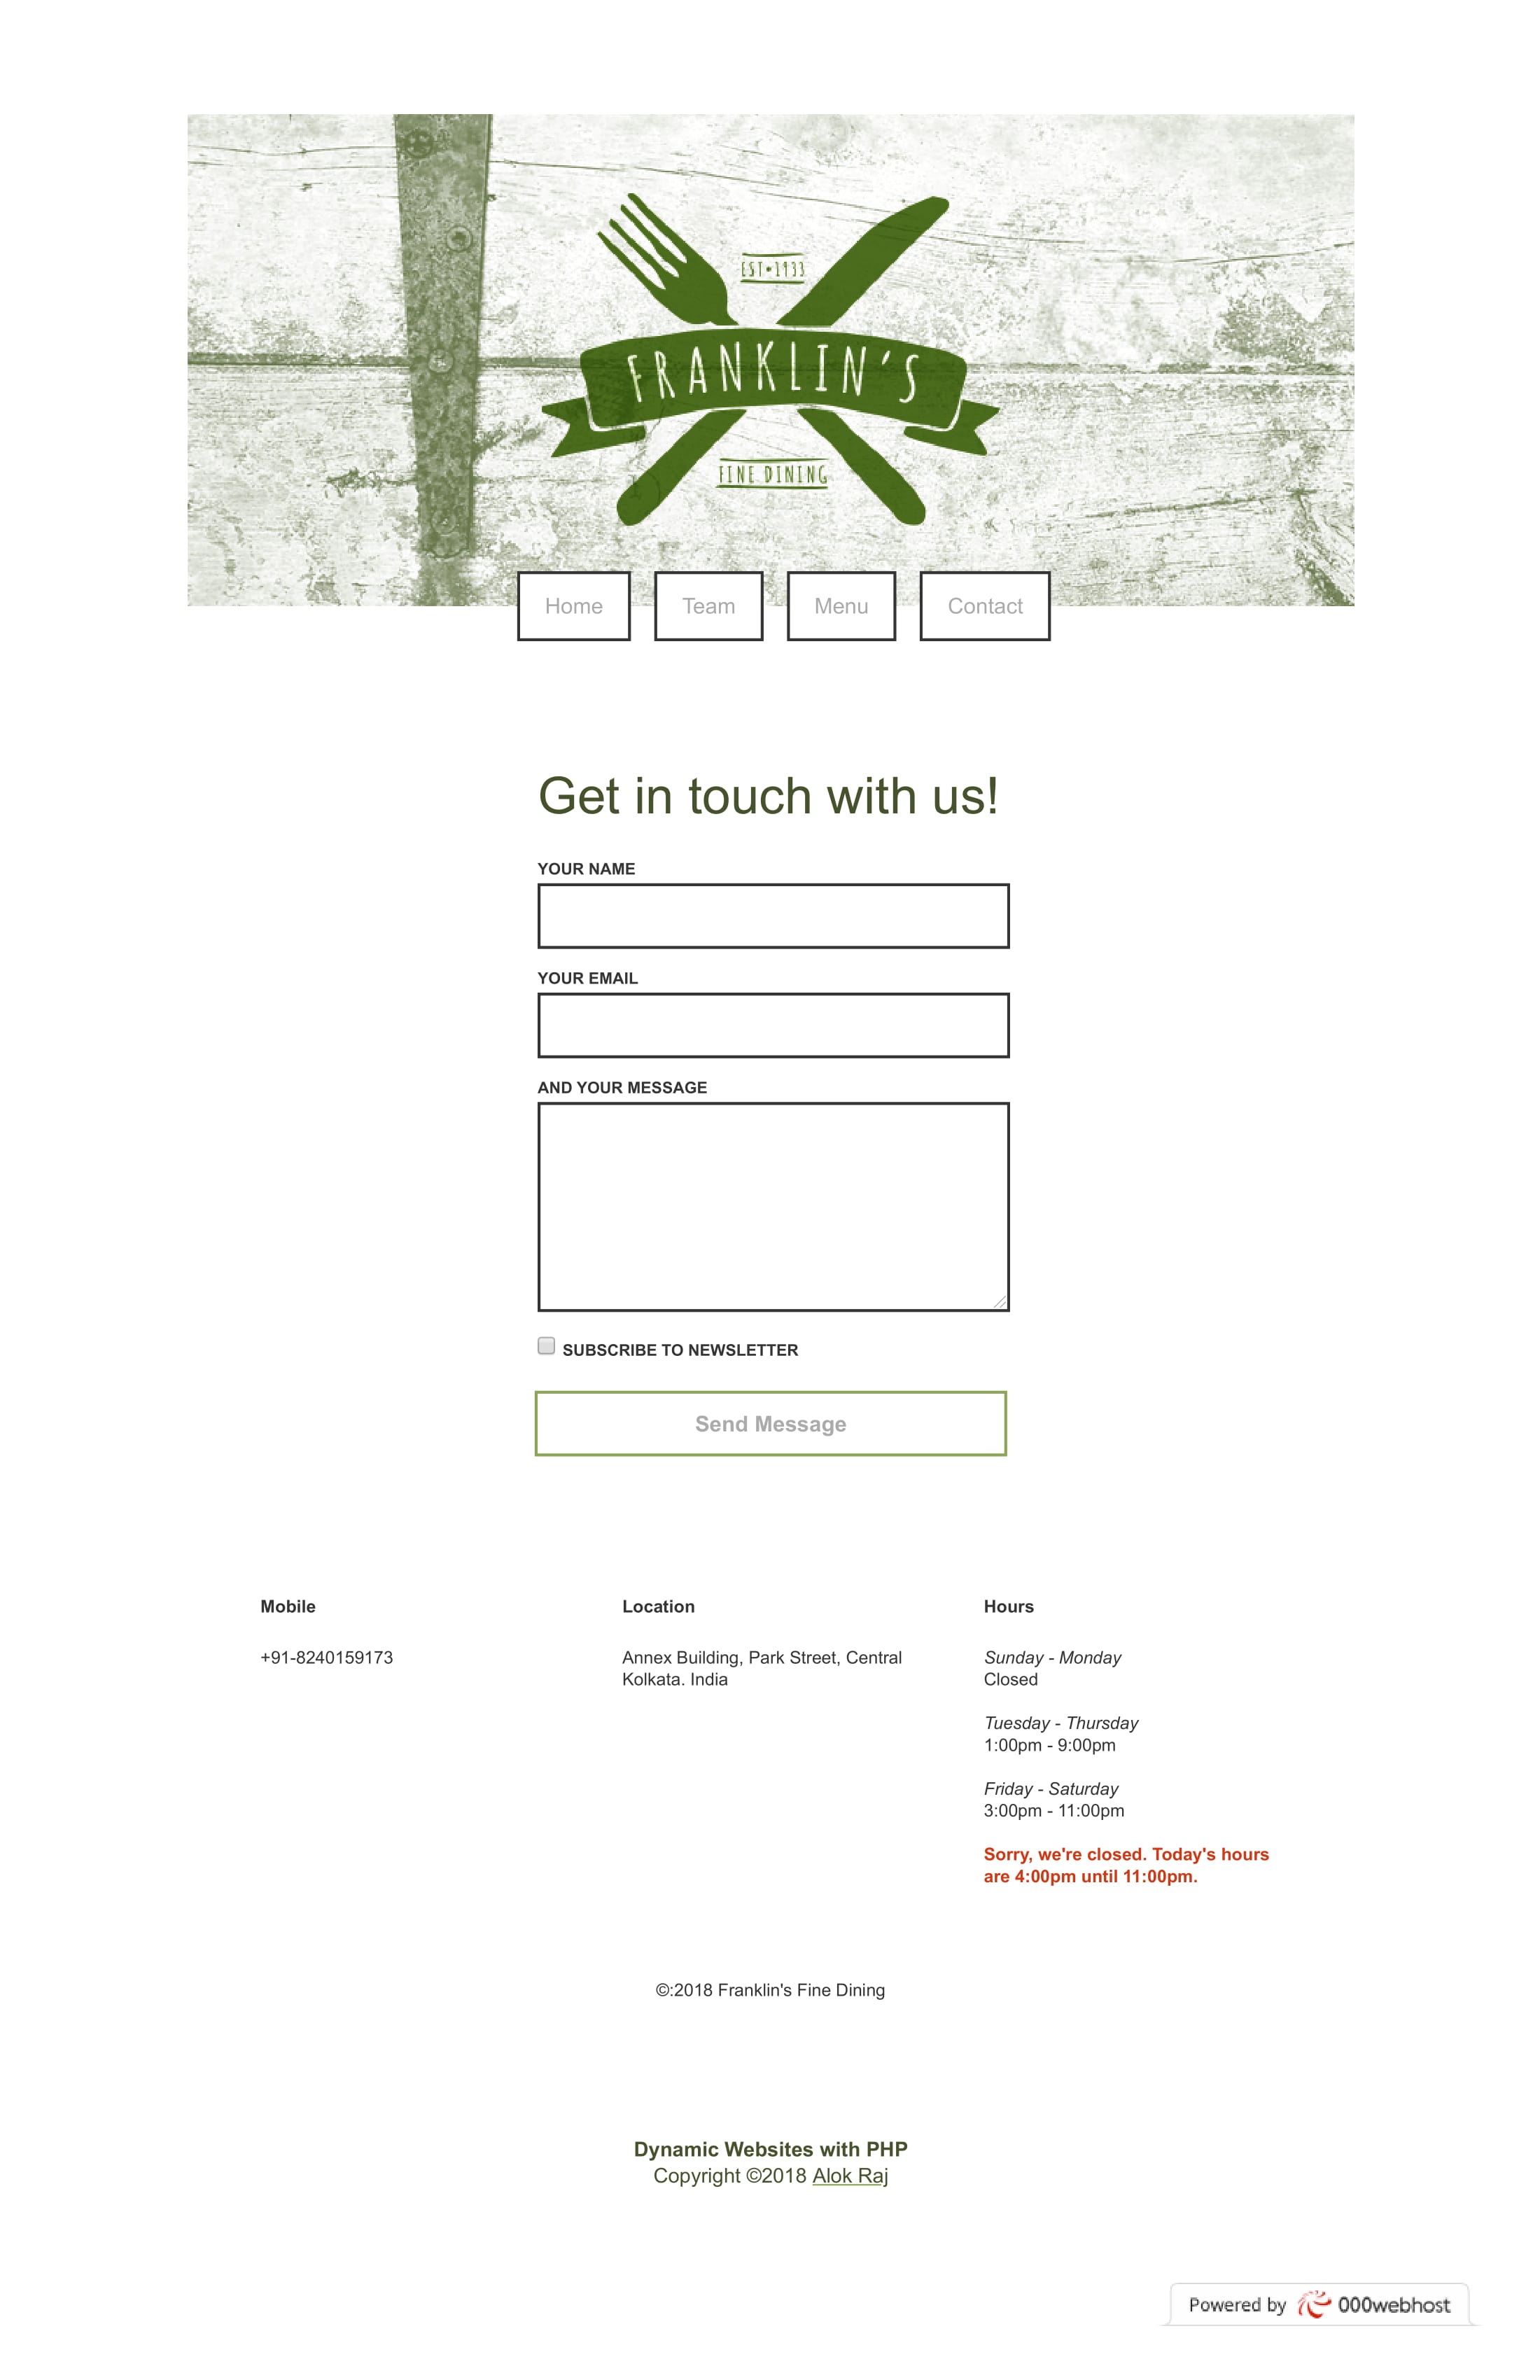 EST•1933
FRANKLIN'S
FINE DINING
Home Team Menu Contact
Get in touch with us!
YOUR NAME
YOUR EMAIL
AND YOUR MESSAGE
SUBSCRIBE TO NEWSLETTER
Send Message
Mobile
+91-8240159173
Location
Annex Building, Park Street, Central
Kolkata. India
Hours
Sunday - Monday
Closed
Tuesday - Thursday
1:00pm - 9:00pm
Friday - Saturday
3:00pm - 11:00pm
Sorry, we're closed. Today's hours
are 4:00pm until 11:00pm.
©:2018 Franklin's Fine Dining
Dynamic Websites with PHP
Copyright ©2018 Alok Raj
Powered by 000webhost